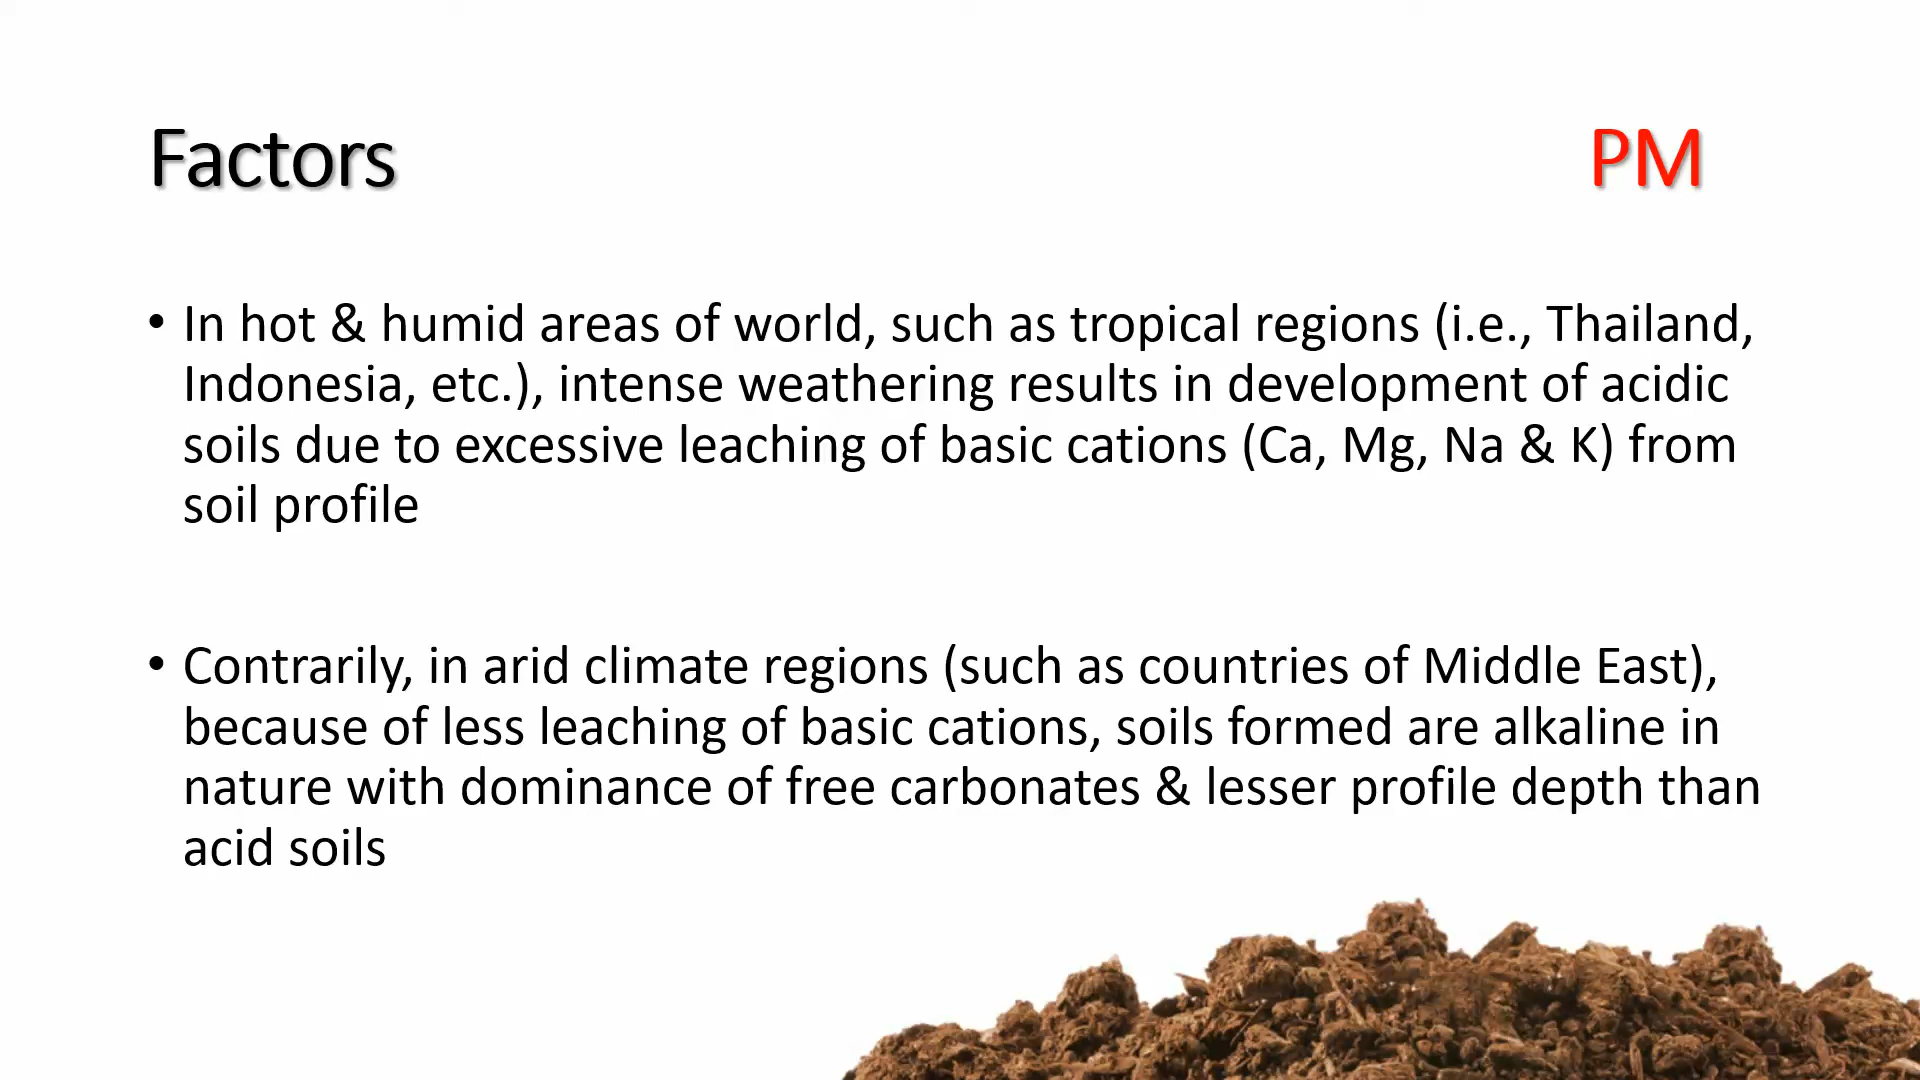 Factors PM
• In hot & humid areas of world, such as tropical regions (i.e., Thailand,
Indonesia, etc.), intense weathering results in development of acidic
soils due to excessive leaching of basic cations (Ca, Mg, Na & K) from
soil profile
• Contrarily, in arid climate regions (such as countries of Middle East),
because of less leaching of basic cations, soils formed are alkaline in
nature with dominance of free carbonates & lesser profile depth than
acid soils